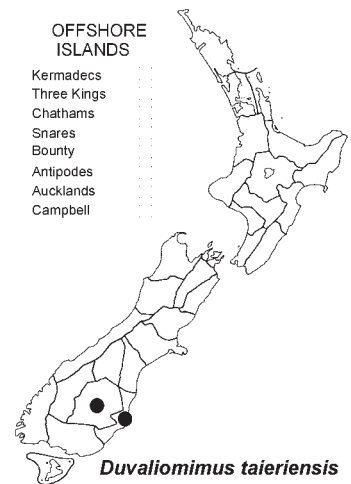 OFFSHORE
ISLANDS
Kermadecs
Three Kings
Chathams
Snares
Bounty
Antipodes
Aucklands
Campbell
Duvaliomimus taieriensis